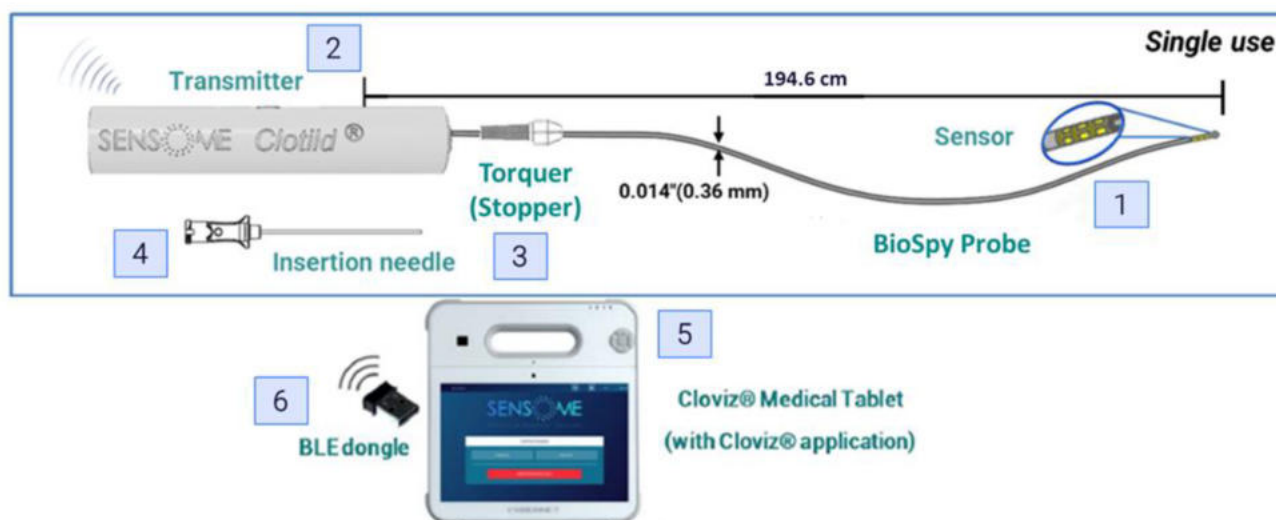 Single use
2
Transmitter
194.6 cm
SENSOME Clotild®
Sensor
Torquer
(Stopper)
0.014"(0.36 mm)
1
4
Insertion needle
3
BioSpy Probe
5
6
SENSOME
Cloviz® Medical Tablet
BLE dongle
(with Cloviz® application)
CYBERNET